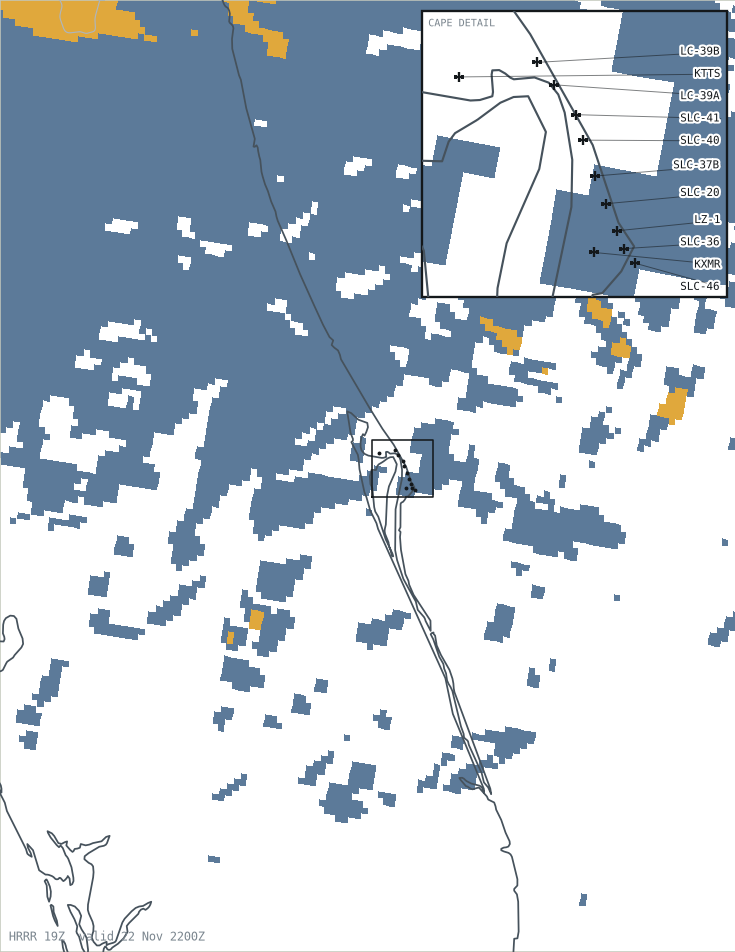 CAPE DETAIL
LC-39B
KTTS
LC-39A
SLC-41
SLC-40
SLC-37B
SLC-20
LZ-1
SLC-36
KXMR
SLC-46
HRRR 19Z  valid 22 Nov 2200Z